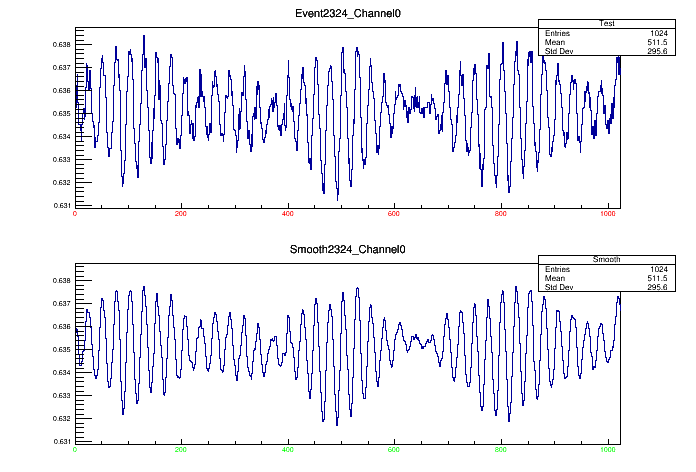 Event2324_Channel0
Test
Entries 1024
Mean 511.5
Std Dev 295.6
0.638
0.637
0.636
0.635
0.634
0.633
0.632
0.631
0 200 400 600 800 1000
Smooth2324_Channel0
Smooth
Entries 1024
Mean 511.5
Std Dev 295.6
0.638
0.637
0.636
0.635
0.634
0.633
0.632
0.631
0 200 400 600 800 1000